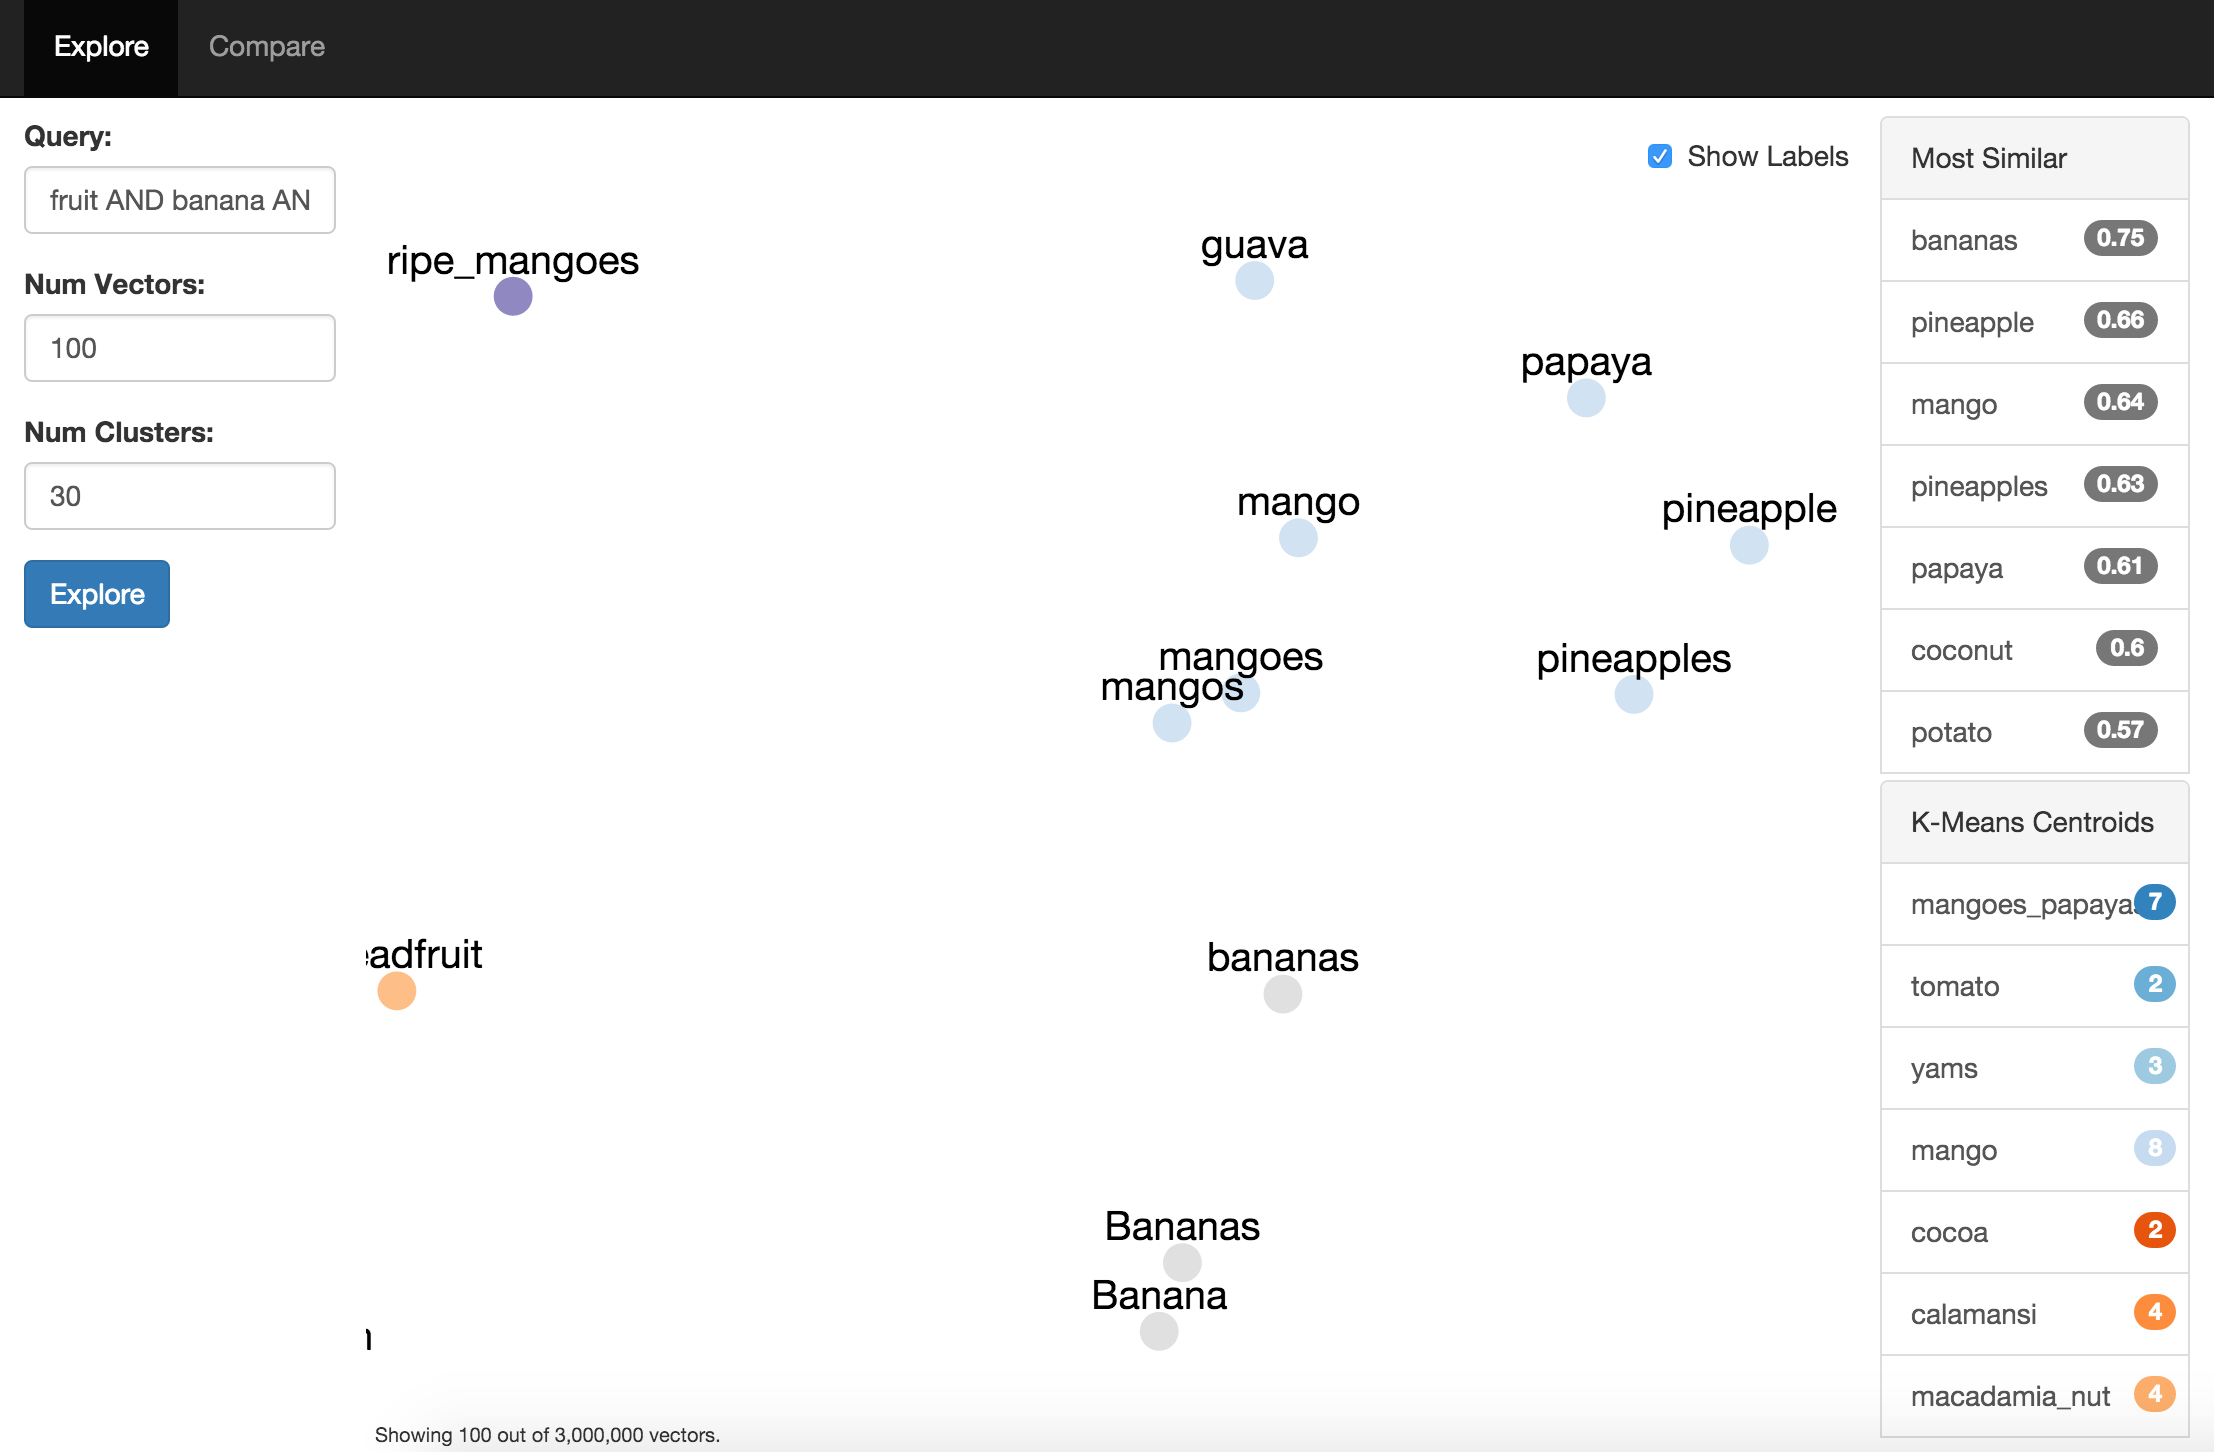 Explore Compare
Query:
fruit AND banana AN
Num Vectors:
100
Num Clusters:
30
Explore
Show Labels
ripe_mangoes
guava
papaya
mango
pineapple
mangoes
mangos
pineapples
eadfruit
bananas
Bananas
Banana
Showing 100 out of 3,000,000 vectors.
Most Similar
bananas 0.75
pineapple 0.66
mango 0.64
pineapples 0.63
papaya 0.61
coconut 0.6
potato 0.57
K-Means Centroids
mangoes_papayas 7
tomato 2
yams 3
mango 8
cocoa 2
calamansi 4
macadamia_nut 4